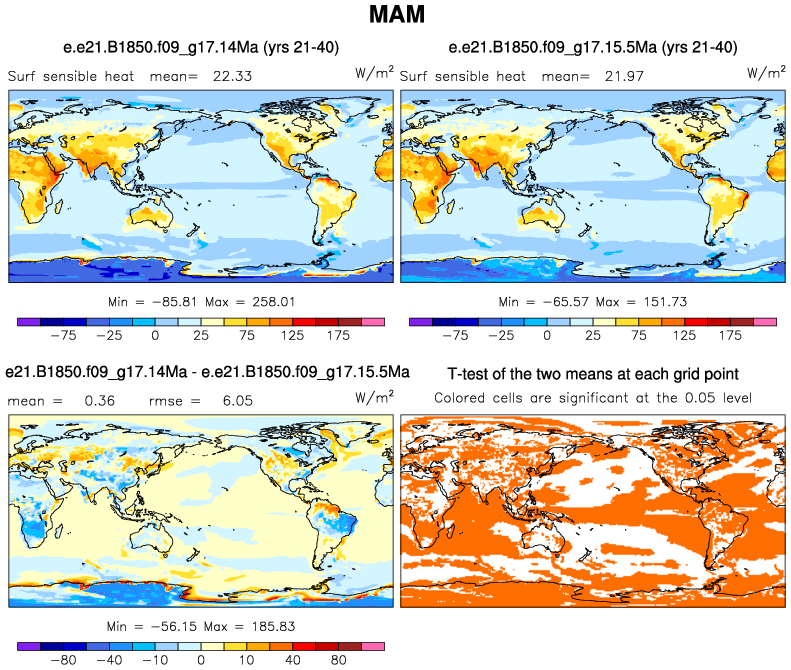 MAM
e.e21.B1850.f09_g17.14Ma (yrs 21-40)
e.e21.B1850.f09_g17.15.5Ma (yrs 21-40)
Surf sensible heat mean= 22.33 W/m²
Surf sensible heat mean= 21.97 W/m²
Min = −85.81 Max = 258.01
Min = −65.57 Max = 151.73
−75 −25 0 25 75 125 175
−75 −25 0 25 75 125 175
e21.B1850.f09_g17.14Ma - e.e21.B1850.f09_g17.15.5Ma
T-test of the two means at each grid point
mean = 0.36 rmse = 6.05 W/m²
Colored cells are significant at the 0.05 level
Min = −56.15 Max = 185.83
−80 −40 −10 0 10 40 80